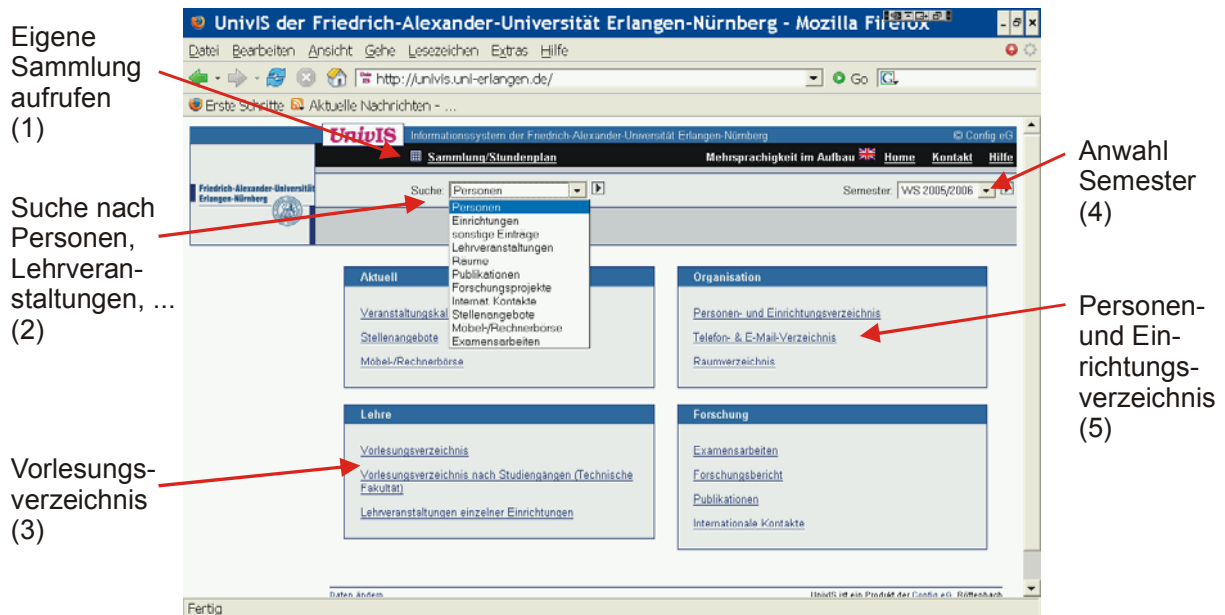 Eigene
Sammlung
aufrufen
(1)
Suche nach
Personen,
Lehrveran-
staltungen, ...
(2)
Vorlesungs-
verzeichnis
(3)
UnivIS der Friedrich-Alexander-Universität Erlangen-Nürnberg - Mozilla Firefox
Datei Bearbeiten Ansicht Gehe Lesezeichen Extras Hilfe
http://univis.uni-erlangen.de/ Go
Erste Schritte Aktuelle Nachrichten - ...
UnivIS Informationssystem der Friedrich-Alexander-Universität Erlangen-Nürnberg © Config eG
Sammlung/Stundenplan Mehrsprachigkeit im Aufbau Home Kontakt Hilfe
Friedrich-Alexander-Universität
Erlangen-Nürnberg
Suche: Personen Semester: WS 2005/2006
Personen
Einrichtungen
sonstige Einträge
Lehrveranstaltungen
Räume
Publikationen
Forschungsprojekte
Internat. Kontakte
Stellenangebote
Möbel-/Rechnerbörse
Examensarbeiten
Aktuell
Veranstaltungskal
Stellenangebote
Möbel-/Rechnerbörse
Organisation
Personen- und Einrichtungsverzeichnis
Telefon- & E-Mail-Verzeichnis
Raumverzeichnis
Lehre
Vorlesungsverzeichnis
Vorlesungsverzeichnis nach Studiengängen (Technische
Fakultät)
Lehrveranstaltungen einzelner Einrichtungen
Forschung
Examensarbeiten
Forschungsbericht
Publikationen
Internationale Kontakte
Daten ändern UnivIS ist ein Produkt der Config eG, Röttenbach
Fertig
Anwahl
Semester
(4)
Personen-
und Ein-
richtungs-
verzeichnis
(5)